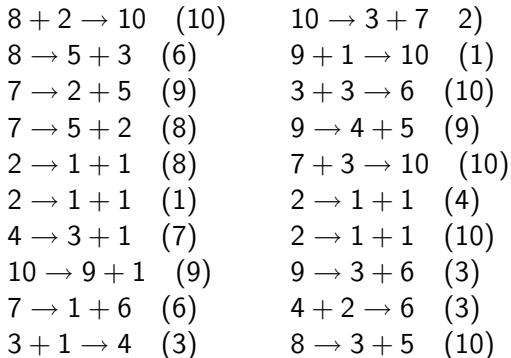 8 + 2 → 10 (10) 10 → 3 + 7 2)
8 → 5 + 3 (6) 9 + 1 → 10 (1)
7 → 2 + 5 (9) 3 + 3 → 6 (10)
7 → 5 + 2 (8) 9 → 4 + 5 (9)
2 → 1 + 1 (8) 7 + 3 → 10 (10)
2 → 1 + 1 (1) 2 → 1 + 1 (4)
4 → 3 + 1 (7) 2 → 1 + 1 (10)
10 → 9 + 1 (9) 9 → 3 + 6 (3)
7 → 1 + 6 (6) 4 + 2 → 6 (3)
3 + 1 → 4 (3) 8 → 3 + 5 (10)